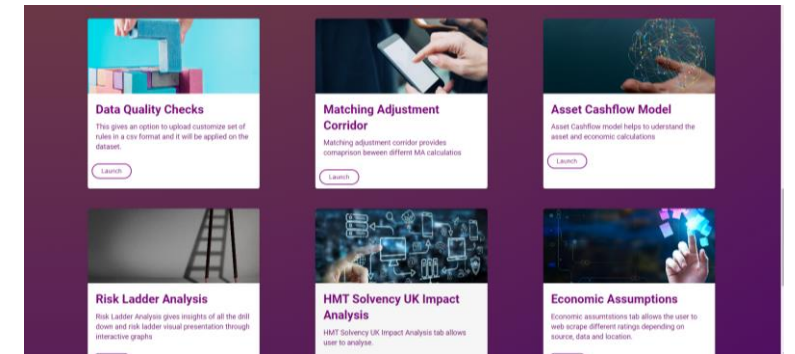 Data Quality Checks
This gives an option to upload customize set of
rules in a csv format and it will be applied on the
dataset.
Launch
Matching Adjustment
Corridor
Matching adjustment corridor provides
comaprison beween differnt MA calculatios
Launch
Asset Cashflow Model
Asset Cashflow model helps to uderstand the
asset and economic calculations
Launch
Risk Ladder Analysis
Risk Ladder Analysis gives insights of all the drill
down and risk ladder visual presentation through
interactive graphs
HMT Solvency UK Impact
Analysis
HMT Solvency UK Impact Analysis tab allows
user to analyse.
Economic Assumptions
Economic assumtstions tab allows the user to
web scrape different ratings depending on
source, data and location.